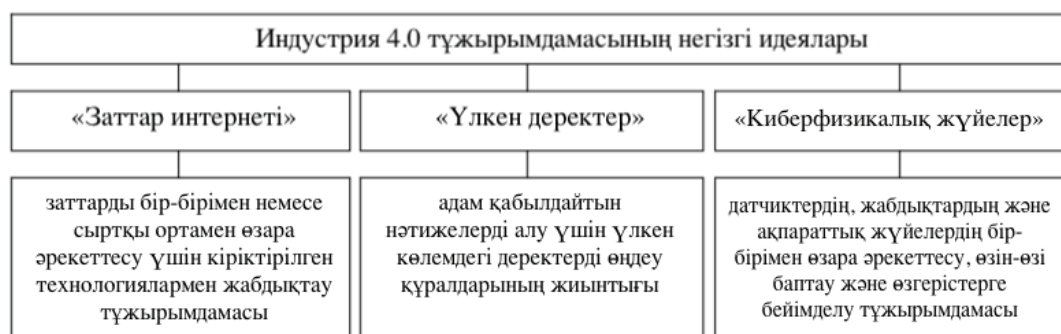 Индустрия 4.0 тұжырымдамасының негізгі идеялары
«Заттар интернеті»
«Үлкен деректер»
«Киберфизикалық жүйелер»
заттарды бір-бірімен немесе
сыртқы ортамен өзара
әрекеттесу үшін кіріктірілген
технологиялармен жабдықтау
тұжырымдамасы
адам қабылдайтын
нәтижелерді алу үшін үлкен
көлемдегі деректерді өңдеу
құралдарының жиынтығы
датчиктердің, жабдықтардың және
ақпараттық жүйелердің бір-
бірімен өзара әрекеттесу, өзін-өзі
баптау және өзгерістерге
бейімделу тұжырымдамасы